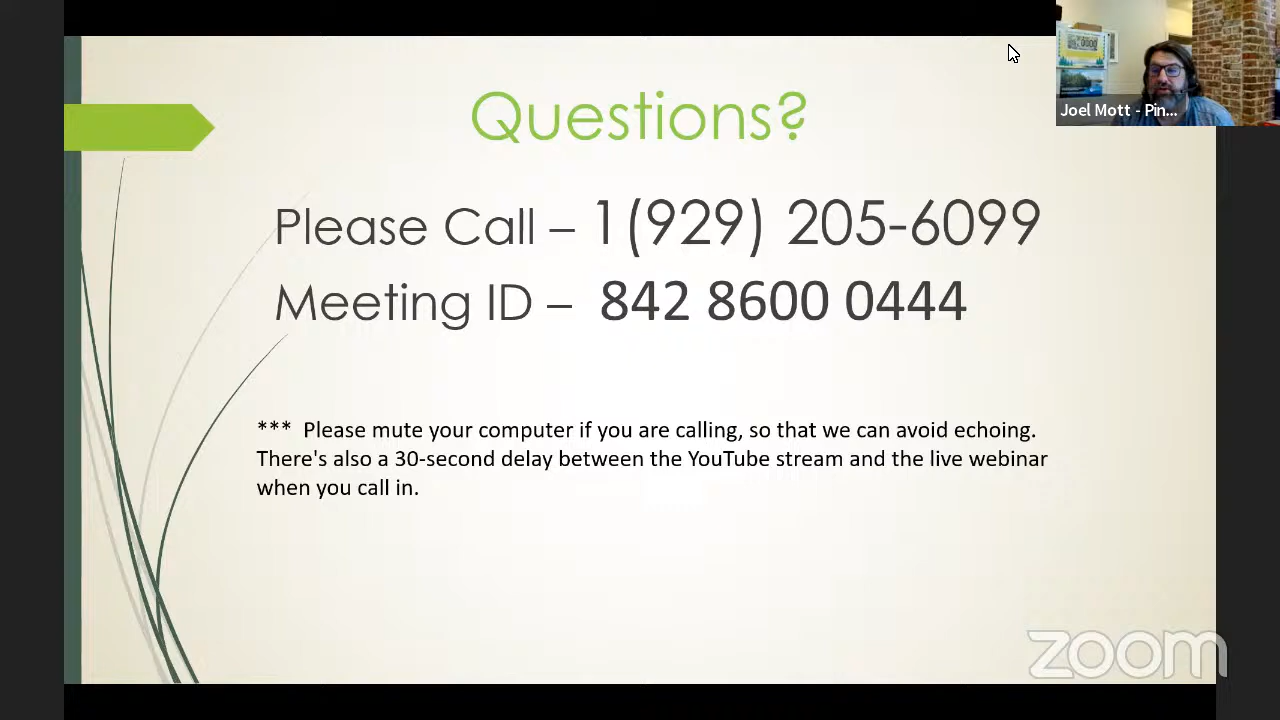 Questions?
Please Call – 1(929) 205-6099
Meeting ID – 842 8600 0444
*** Please mute your computer if you are calling, so that we can avoid echoing.
There's also a 30-second delay between the YouTube stream and the live webinar
when you call in.
Joel Mott - Pin...
zoom